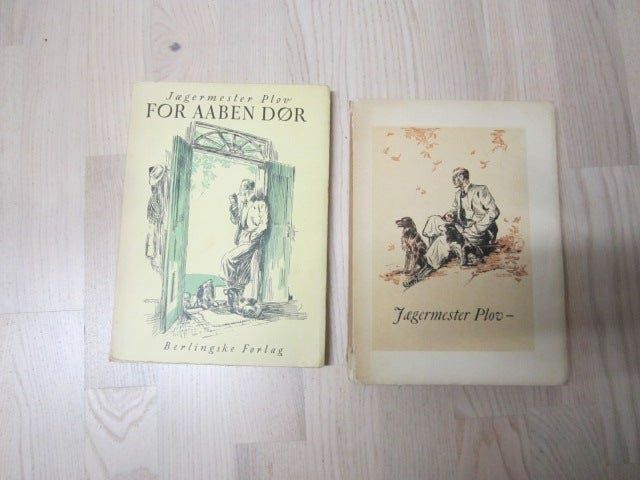 Jægermester Plov
FOR AABEN DØR
Berlingske Forlag
Jægermester Plov –